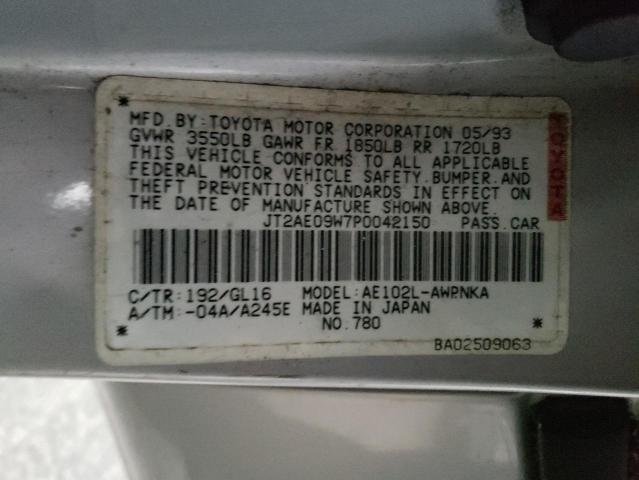 MFD. BY: TOYOTA MOTOR CORPORATION 05/93
GVWR 3550LB GAWR FR 1850LB RR 1720LB
THIS VEHICLE CONFORMS TO ALL APPLICABLE
FEDERAL MOTOR VEHICLE SAFETY, BUMPER, AND
THEFT PREVENTION STANDARDS IN EFFECT ON
THE DATE OF MANUFACTURE SHOWN ABOVE.
JT2AE09W7P0042150 PASS. CAR
C/TR: 192/GL16 MODEL: AE102L-AWPNKA
A/TM: -04A/A245E MADE IN JAPAN
NO. 780
BA02509063
TOYOTA